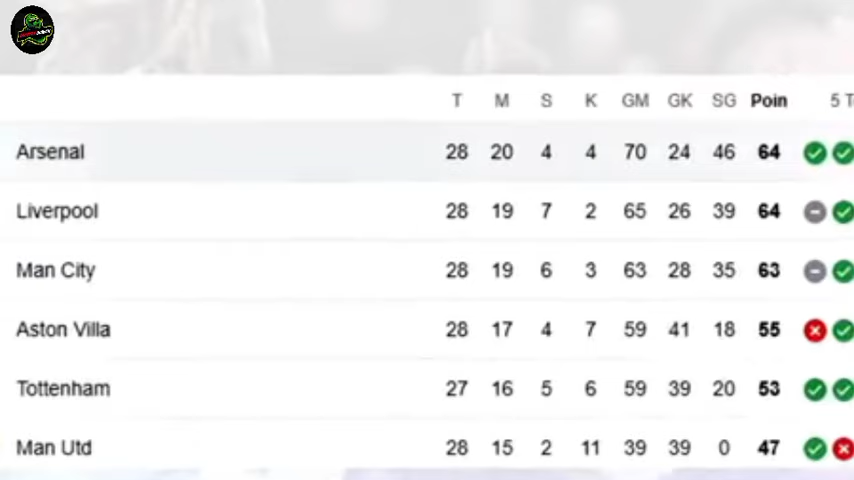 T M S K GM GK SG Poin 5 T
Arsenal 28 20 4 4 70 24 46 64
Liverpool 28 19 7 2 65 26 39 64
Man City 28 19 6 3 63 28 35 63
Aston Villa 28 17 4 7 59 41 18 55
Tottenham 27 16 5 6 59 39 20 53
Man Utd 28 15 2 11 39 39 0 47